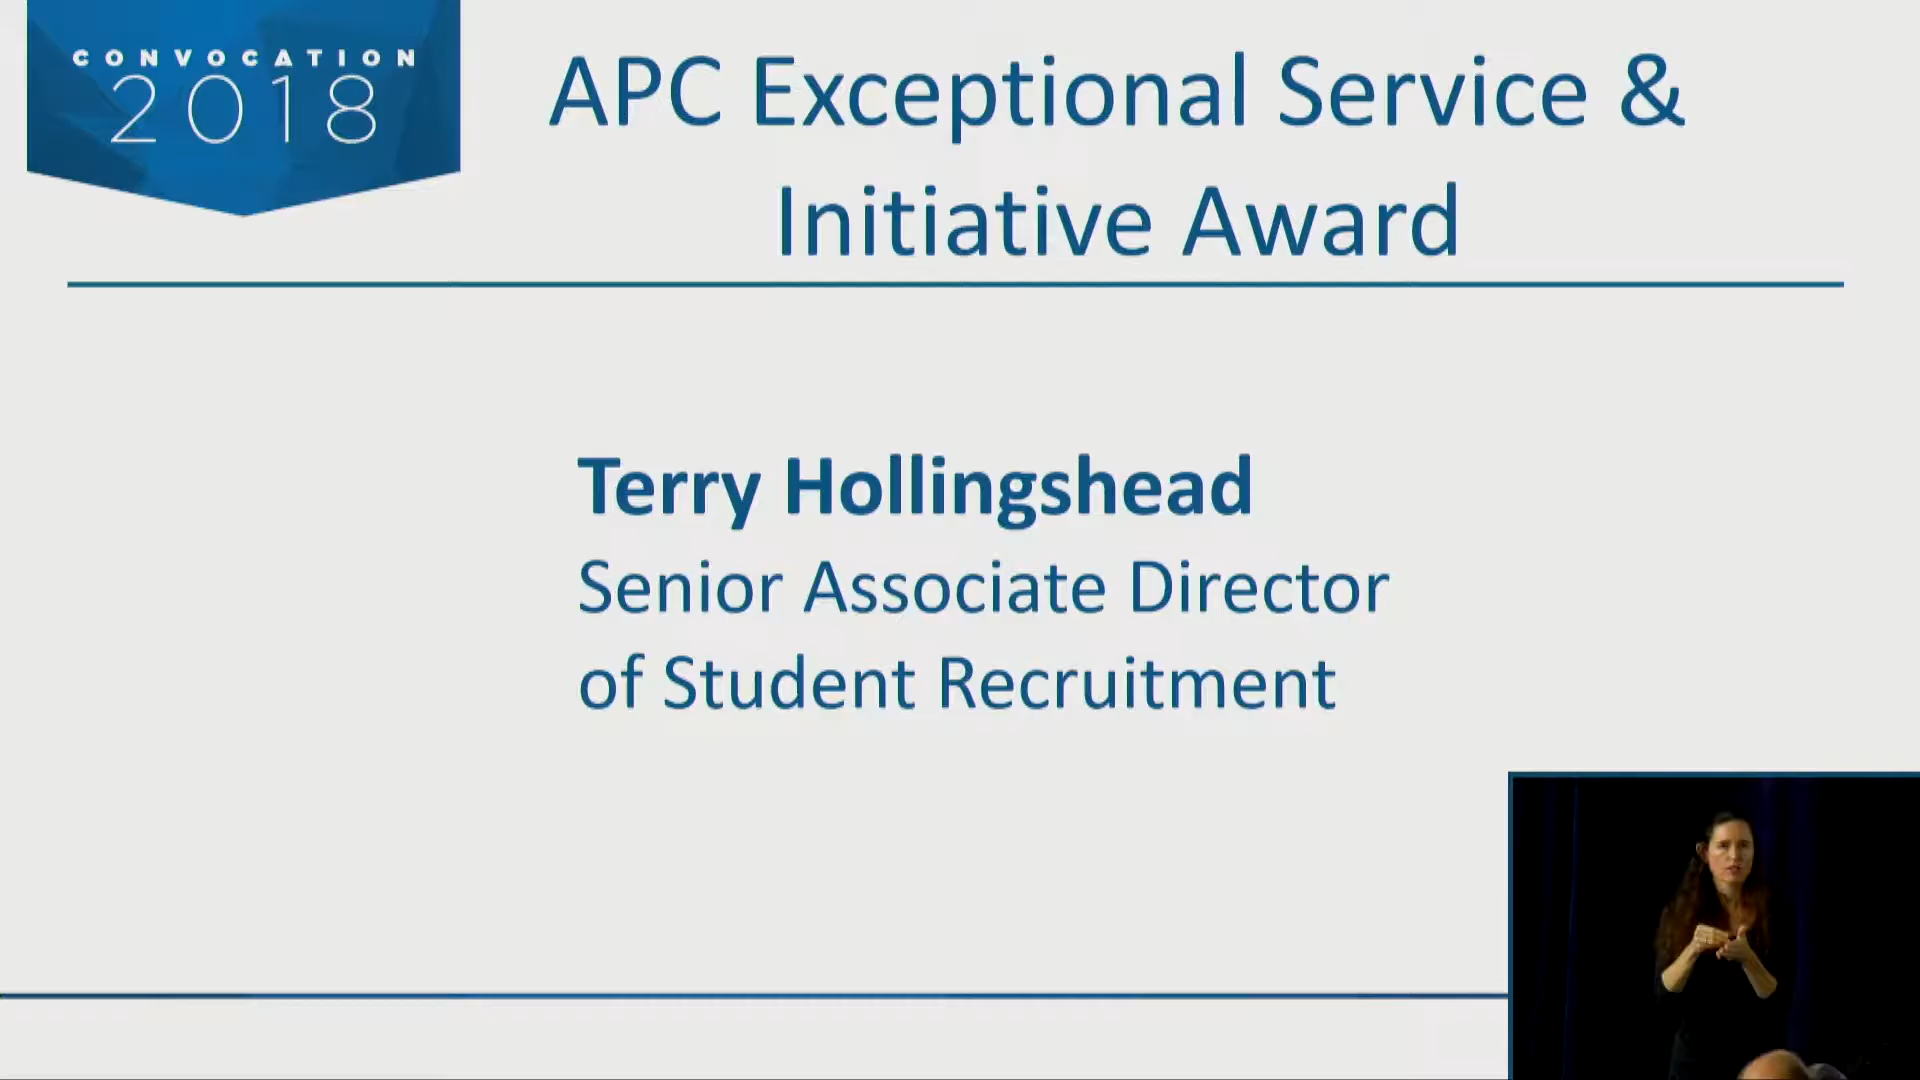 CONVOCATION
2018
APC Exceptional Service &
Initiative Award
Terry Hollingshead
Senior Associate Director
of Student Recruitment